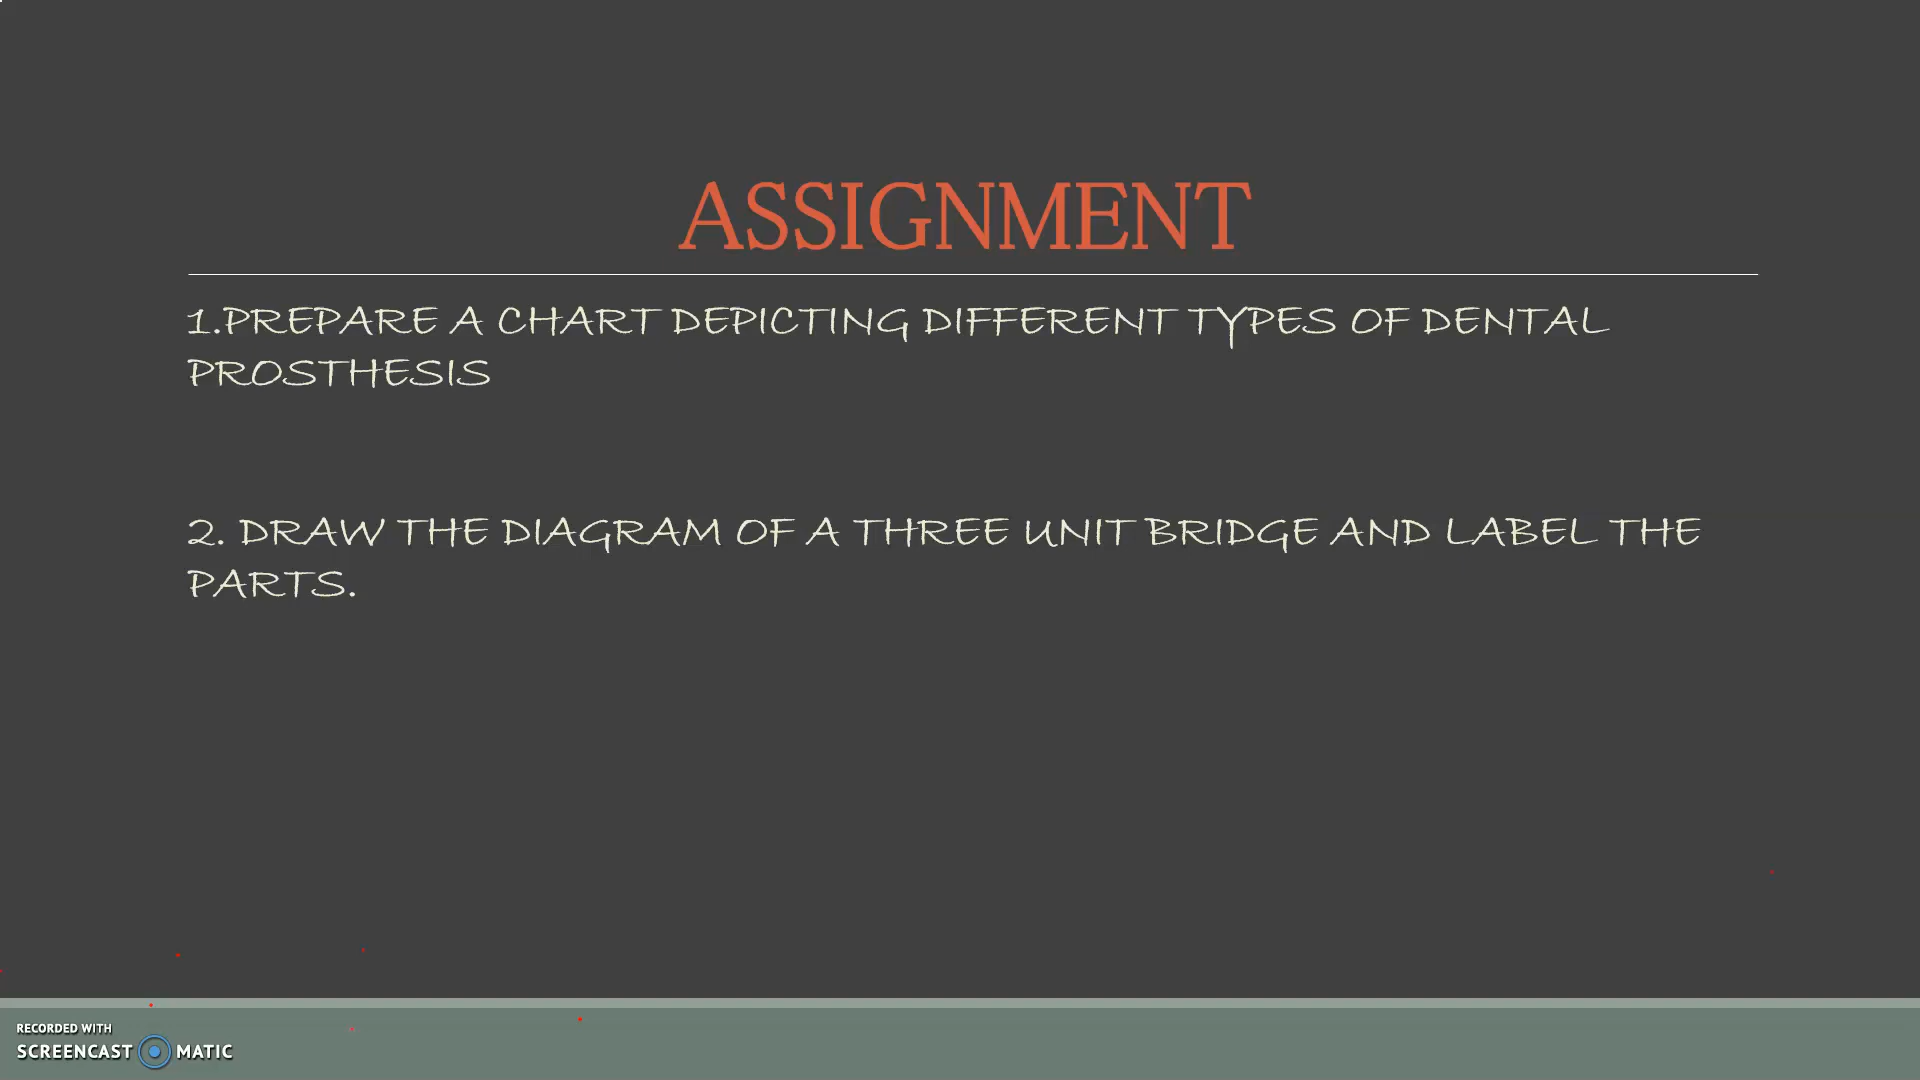 ASSIGNMENT
1.PREPARE A CHART DEPICTING DIFFERENT TYPES OF DENTAL
PROSTHESIS
2. DRAW THE DIAGRAM OF A THREE UNIT BRIDGE AND LABEL THE
PARTS.
RECORDED WITH
SCREENCAST MATIC